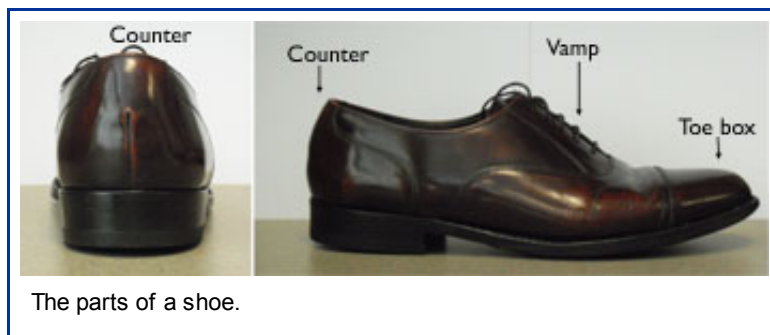 Counter
Counter
Vamp
Toe box
The parts of a shoe.